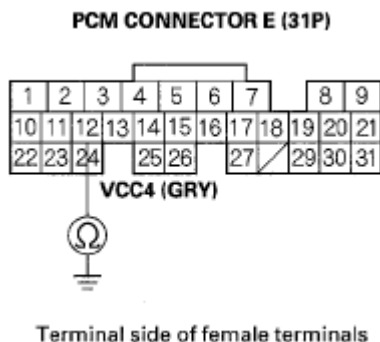 PCM CONNECTOR E (31P)
1 2 3 4 5 6 7 8 9
10 11 12 13 14 15 16 17 18 19 20 21
22 23 24 25 26 27 29 30 31
VCC4 (GRY)
Ω
Terminal side of female terminals